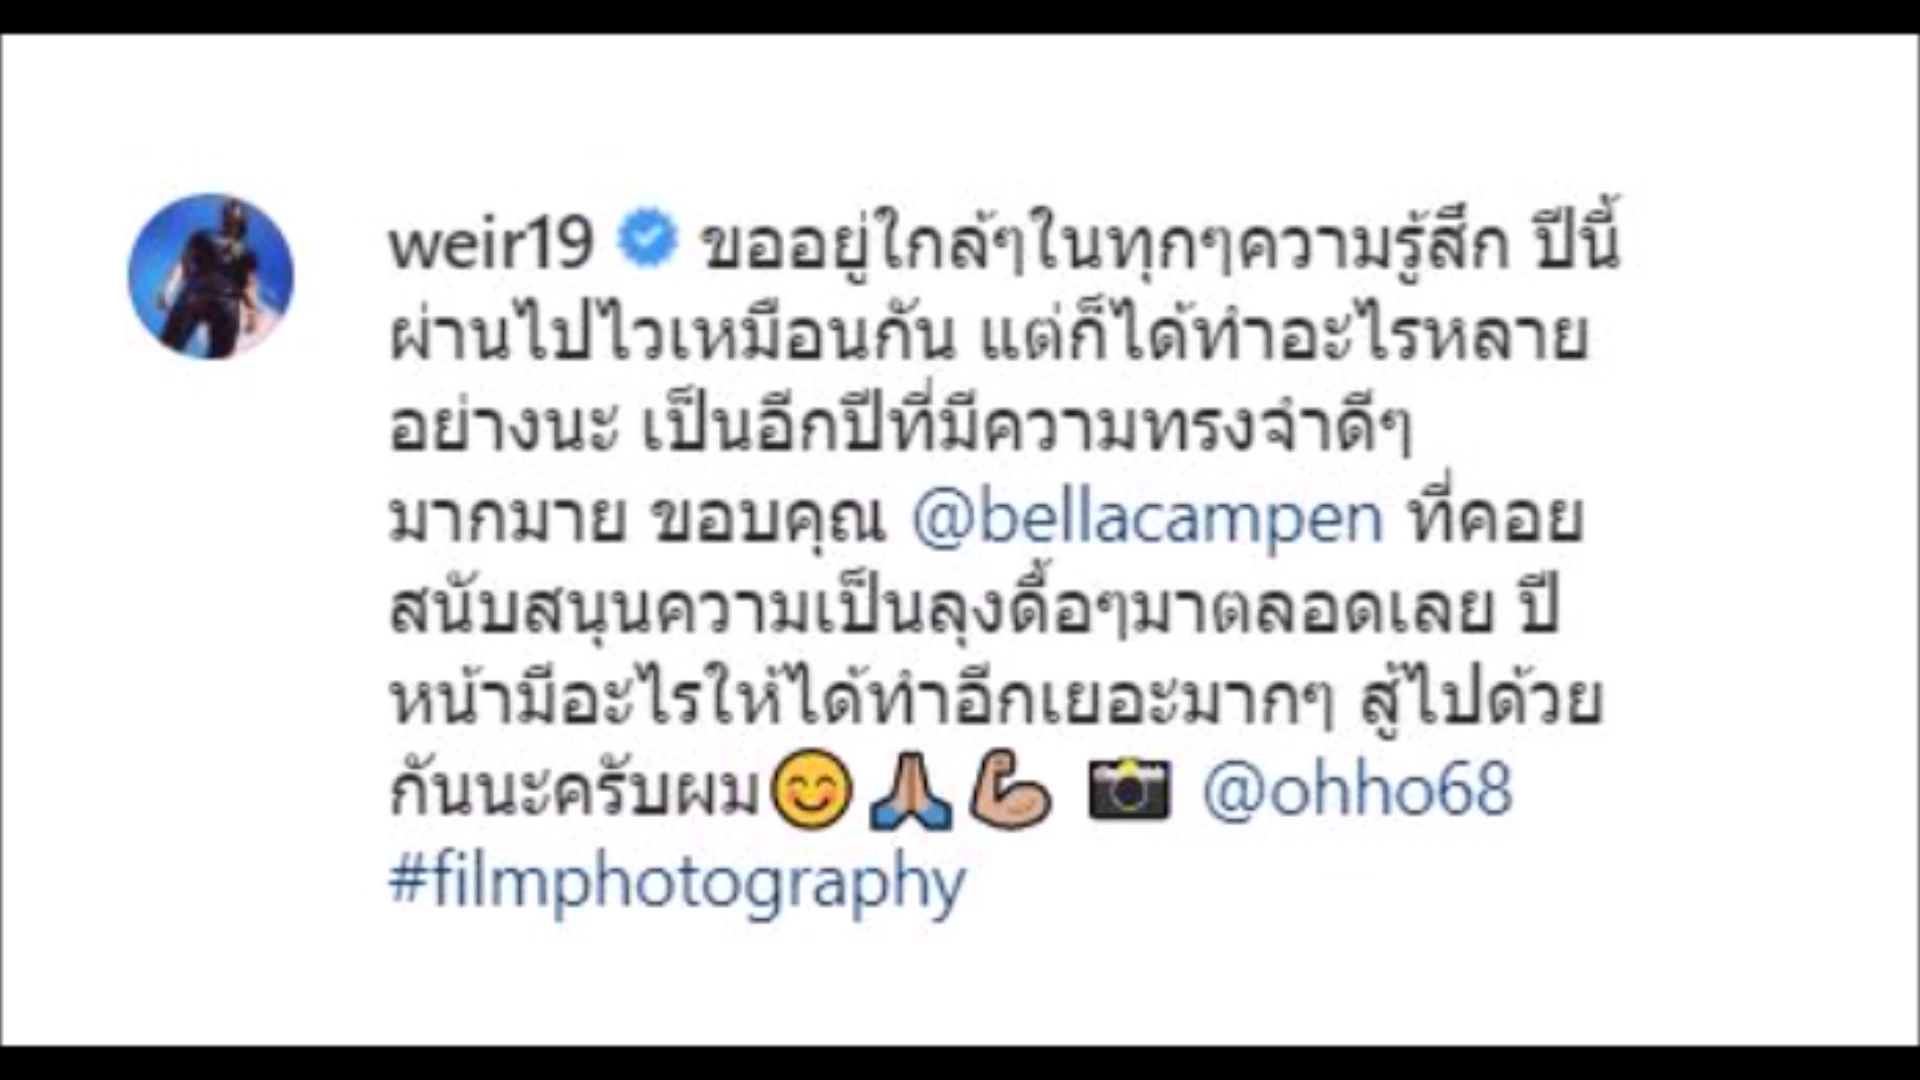 weir19 ขออยู่ใกล้ๆในทุกๆความรู้สึก ปีนี้
ผ่านไปไวเหมือนกัน แต่ก็ได้ทำอะไรหลาย
อย่างนะ เป็นอีกปีที่มีความทรงจำดีๆ
มากมาย ขอบคุณ @bellacampen ที่คอย
สนับสนุนความเป็นลุงดื้อๆมาตลอดเลย ปี
หน้ามีอะไรให้ได้ทำอีกเยอะมากๆ สู้ไปด้วย
กันนะครับผม😊🙏🏼💪🏼 📸 @ohho68
#filmphotography